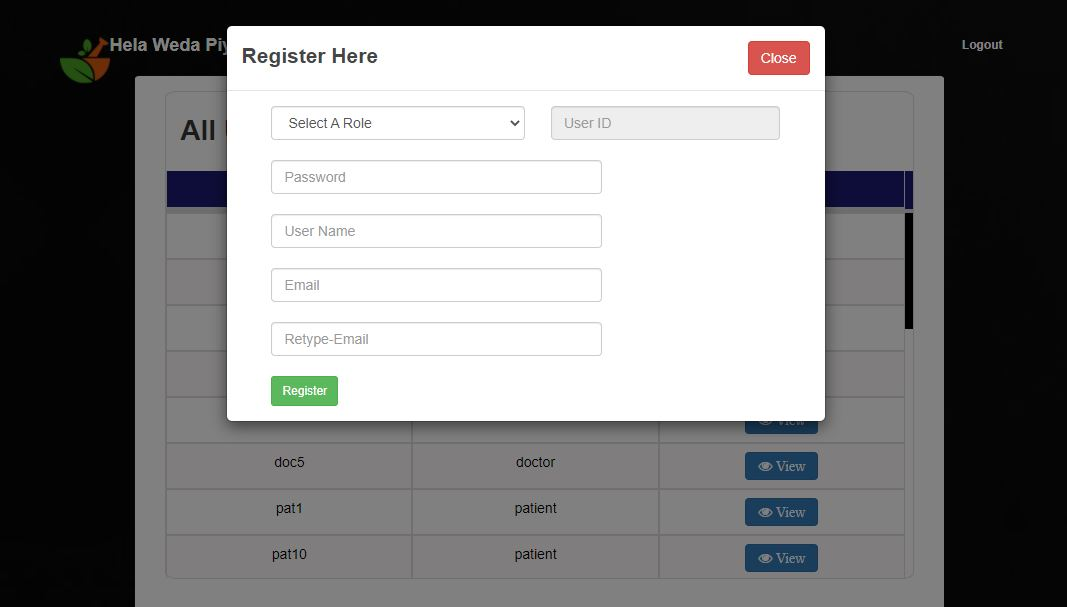 Hela Weda
Logout
Register Here
Close
All
Select A Role
User ID
Password
User Name
Email
Retype-Email
Register
View
doc5 doctor View
pat1 patient View
pat10 patient View